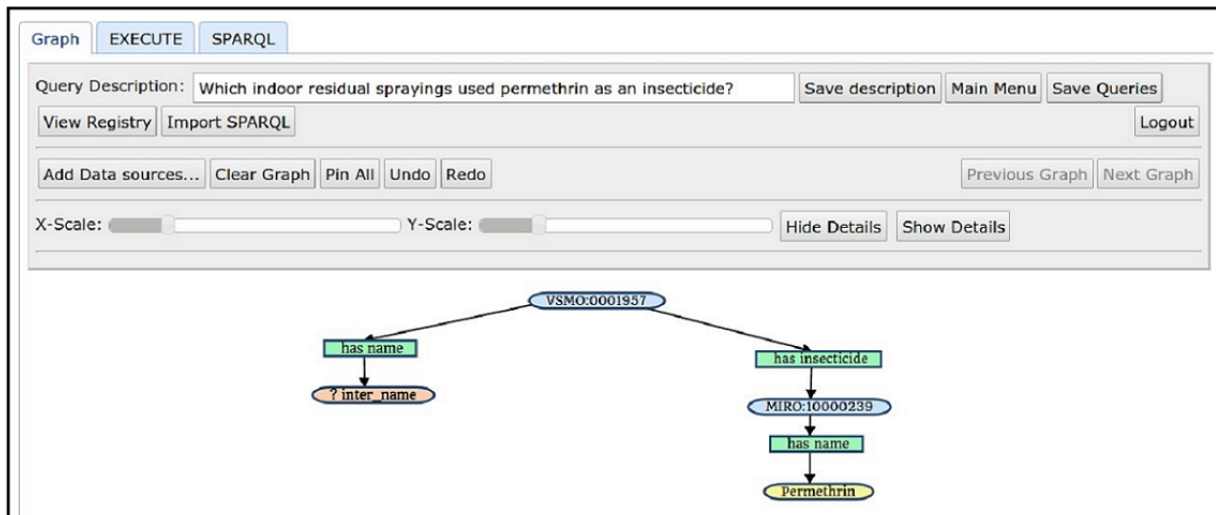 Graph EXECUTE SPARQL
Query Description: Which indoor residual sprayings used permethrin as an insecticide? Save description Main Menu Save Queries
View Registry Import SPARQL Logout
Add Data sources... Clear Graph Pin All Undo Redo Previous Graph Next Graph
X-Scale: Y-Scale: Hide Details Show Details
VSMO:0001957
has name has insecticide
? inter_name MIRO:10000239
has name
Permethrin